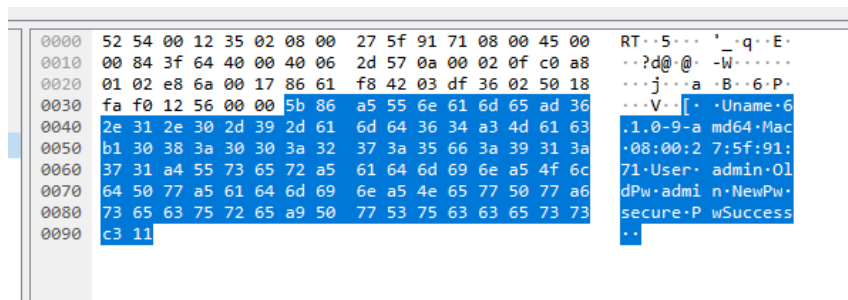 0000 52 54 00 12 35 02 08 00 27 5f 91 71 08 00 45 00 RT··5··· '_·q··E·
0010 00 84 3f 64 40 00 40 06 2d 57 0a 00 02 0f c0 a8 ··?d@·@· -W······
0020 01 02 e8 6a 00 17 86 61 f8 42 03 df 36 02 50 18 ···j···a ·B··6·P·
0030 fa f0 12 56 00 00 5b 86 a5 55 6e 61 6d 65 ad 36 ···V··[· ·Uname·6
0040 2e 31 2e 30 2d 39 2d 61 6d 64 36 34 a3 4d 61 63 .1.0-9-a md64·Mac
0050 b1 30 38 3a 30 30 3a 32 37 3a 35 66 3a 39 31 3a ·08:00:2 7:5f:91:
0060 37 31 a4 55 73 65 72 a5 61 64 6d 69 6e a5 4f 6c 71·User· admin·Ol
0070 64 50 77 a5 61 64 6d 69 6e a5 4e 65 77 50 77 a6 dPw·admi n·NewPw·
0080 73 65 63 75 72 65 a9 50 77 53 75 63 63 65 73 73 secure·P wSuccess
0090 c3 11 ··